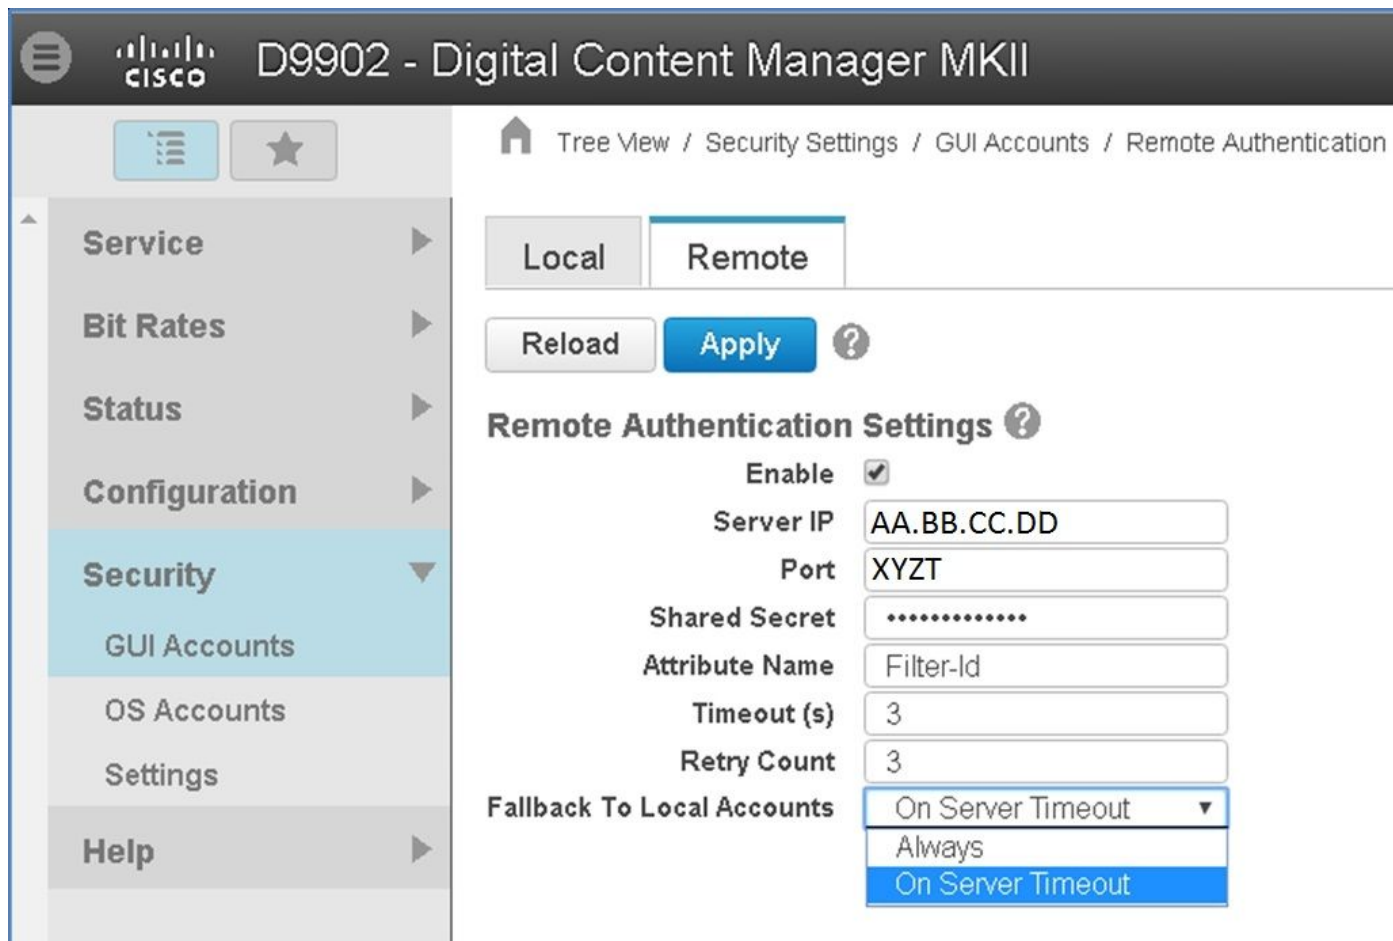 CISCO D9902 - Digital Content Manager MKII
Tree View / Security Settings / GUI Accounts / Remote Authentication
Service
Bit Rates
Status
Configuration
Security
GUI Accounts
OS Accounts
Settings
Help
Local Remote
Reload Apply ?
Remote Authentication Settings ?
Enable
Server IP AA.BB.CC.DD
Port XYZT
Shared Secret •••••••••••••
Attribute Name Filter-Id
Timeout (s) 3
Retry Count 3
Fallback To Local Accounts On Server Timeout
Always
On Server Timeout